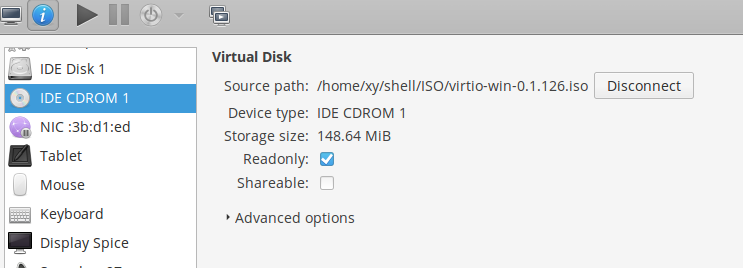 Virtual Disk
IDE Disk 1
Source path: /home/xy/shell/ISO/virtio-win-0.1.126.iso Disconnect
IDE CDROM 1
Device type: IDE CDROM 1
NIC :3b:d1:ed
Storage size: 148.64 MiB
Tablet
Readonly:
Mouse
Shareable:
Keyboard
Advanced options
Display Spice